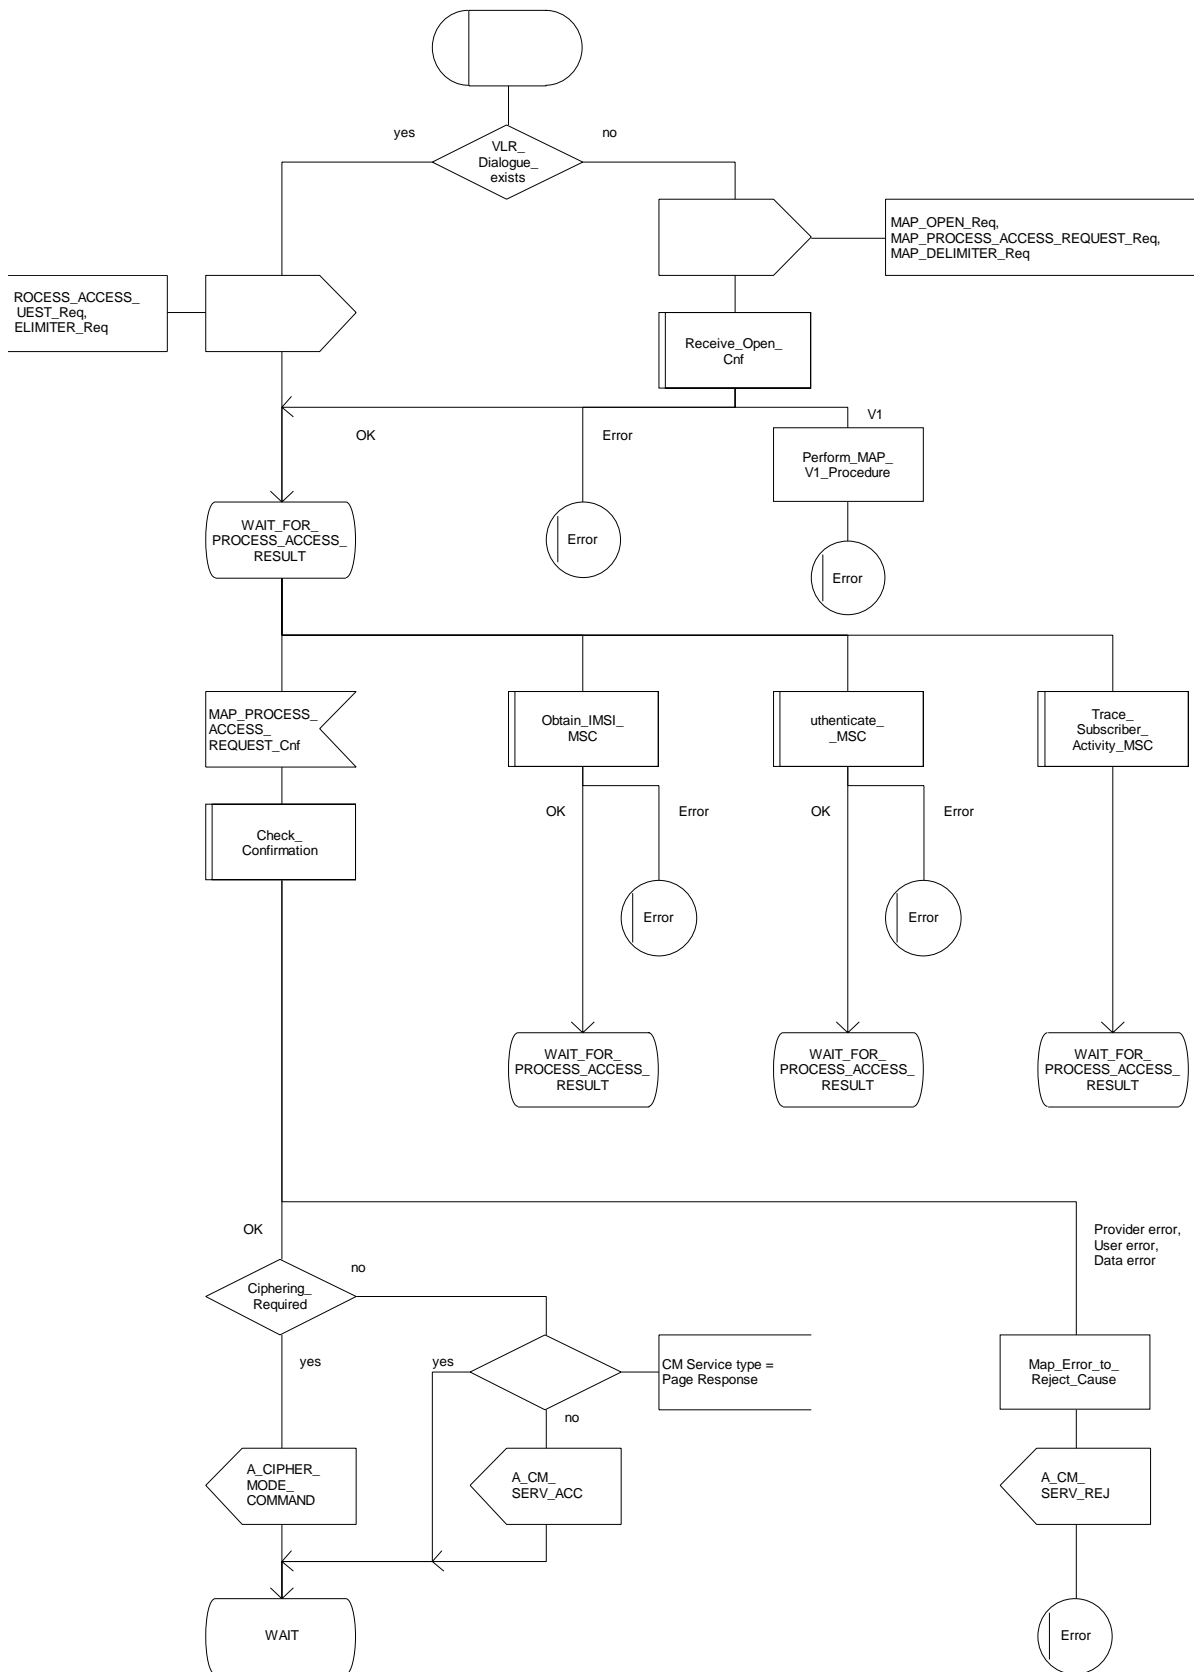 yes
no
VLR_
Dialogue_
exists
MAP_OPEN_Req,
MAP_PROCESS_ACCESS_REQUEST_Req,
MAP_DELIMITER_Req
ROCESS_ACCESS_
UEST_Req,
ELIMITER_Req
Receive_Open_
Cnf
OK
Error
V1
Perform_MAP_
V1_Procedure
WAIT_FOR_
PROCESS_ACCESS_
RESULT
Error
Error
MAP_PROCESS_
ACCESS_
REQUEST_Cnf
Obtain_IMSI_
MSC
uthenticate_
_MSC
Trace_
Subscriber_
Activity_MSC
OK
Error
OK
Error
Check_
Confirmation
Error
Error
WAIT_FOR_
PROCESS_ACCESS_
RESULT
WAIT_FOR_
PROCESS_ACCESS_
RESULT
WAIT_FOR_
PROCESS_ACCESS_
RESULT
OK
Provider error,
User error,
Data error
Ciphering_
Required
no
yes
yes
CM Service type =
Page Response
no
Map_Error_to_
Reject_Cause
A_CIPHER_
MODE_
COMMAND
A_CM_
SERV_ACC
A_CM_
SERV_REJ
WAIT
Error